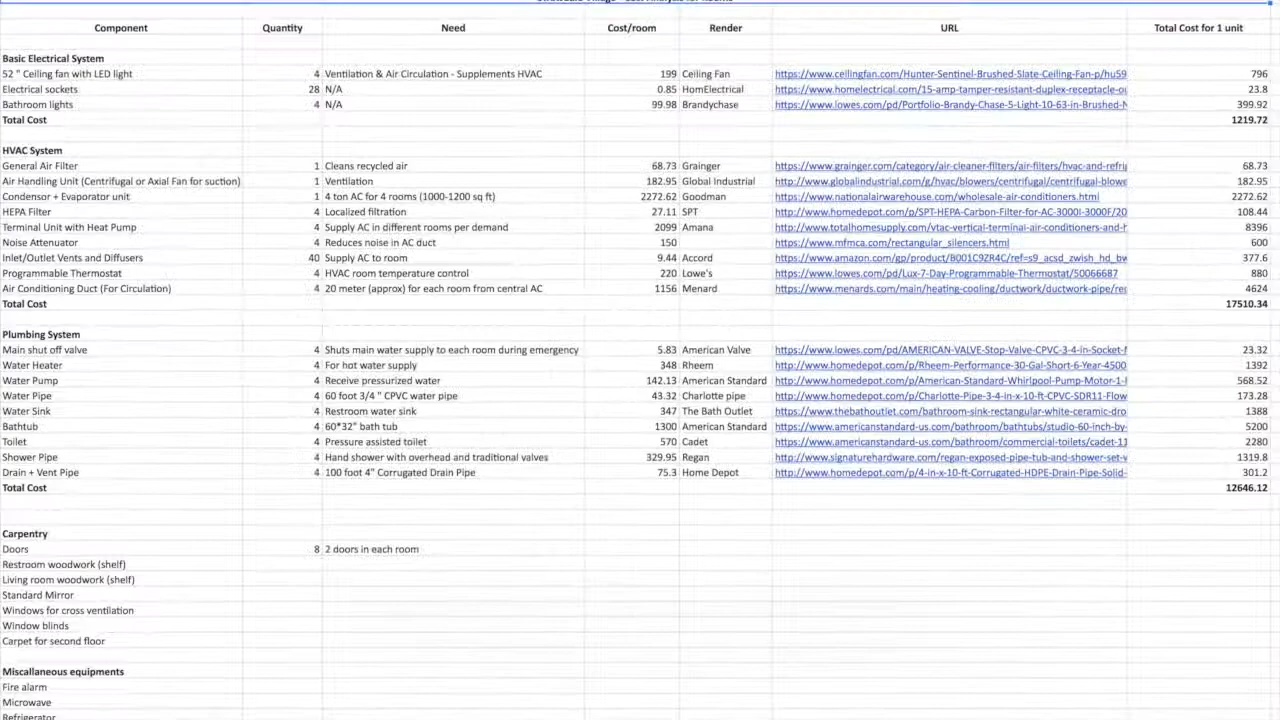 Component Quantity Need Cost/room Render URL Total Cost for 1 unit
Basic Electrical System
52 " Ceiling fan with LED light 4 Ventilation & Air Circulation - Supplements HVAC 199 Ceiling Fan https://www.ceilingfan.com/Hunter-Sentinel-Brushed-Slate-Ceiling-Fan-p/hu59 796
Electrical sockets 28 N/A 0.85 HomElectrical https://www.homelectrical.com/15-amp-tamper-resistant-duplex-receptacle-ou 23.8
Bathroom lights 4 N/A 99.98 Brandychase https://www.lowes.com/pd/Portfolio-Brandy-Chase-5-Light-10-63-in-Brushed-N 399.92
Total Cost 1219.72
HVAC System
General Air Filter 1 Cleans recycled air 68.73 Grainger https://www.grainger.com/category/air-cleaner-filters/air-filters/hvac-and-refrig 68.73
Air Handling Unit (Centrifugal or Axial Fan for suction) 1 Ventilation 182.95 Global Industrial http://www.globalindustrial.com/g/hvac/blowers/centrifugal/centrifugal-blowe 182.95
Condensor + Evaporator unit 1 4 ton AC for 4 rooms (1000-1200 sq ft) 2272.62 Goodman https://www.nationalairwarehouse.com/wholesale-air-conditioners.html 2272.62
HEPA Filter 4 Localized filtration 27.11 SPT http://www.homedepot.com/p/SPT-HEPA-Carbon-Filter-for-AC-3000I-3000F/20 108.44
Terminal Unit with Heat Pump 4 Supply AC in different rooms per demand 2099 Amana http://www.totalhomesupply.com/vtac-vertical-terminal-air-conditioners-and-h 8396
Noise Attenuator 4 Reduces noise in AC duct 150 https://www.mfmca.com/rectangular_silencers.html 600
Inlet/Outlet Vents and Diffusers 40 Supply AC to room 9.44 Accord https://www.amazon.com/gp/product/B001C9ZR4C/ref=s9_acsd_zwish_hd_bw 377.6
Programmable Thermostat 4 HVAC room temperature control 220 Lowe's https://www.lowes.com/pd/Lux-7-Day-Programmable-Thermostat/50066687 880
Air Conditioning Duct (For Circulation) 4 20 meter (approx) for each room from central AC 1156 Menard https://www.menards.com/main/heating-cooling/ductwork/ductwork-pipe/rec 4624
Total Cost 17510.34
Plumbing System
Main shut off valve 4 Shuts main water supply to each room during emergency 5.83 American Valve https://www.lowes.com/pd/AMERICAN-VALVE-Stop-Valve-CPVC-3-4-in-Socket-F 23.32
Water Heater 4 For hot water supply 348 Rheem http://www.homedepot.com/p/Rheem-Performance-30-Gal-Short-6-Year-4500 1392
Water Pump 4 Receive pressurized water 142.13 American Standard http://www.homedepot.com/p/American-Standard-Whirlpool-Pump-Motor-1-H 568.52
Water Pipe 4 60 foot 3/4 " CPVC water pipe 43.32 Charlotte pipe http://www.homedepot.com/p/Charlotte-Pipe-3-4-in-x-10-ft-CPVC-SDR11-Flow 173.28
Water Sink 4 Restroom water sink 347 The Bath Outlet https://www.thebathoutlet.com/bathroom-sink-rectangular-white-ceramic-dro 1388
Bathtub 4 60*32" bath tub 1300 American Standard https://www.americanstandard-us.com/bathroom/bathtubs/studio-60-inch-by- 5200
Toilet 4 Pressure assisted toilet 570 Cadet https://www.americanstandard-us.com/bathroom/commercial-toilets/cadet-11 2280
Shower Pipe 4 Hand shower with overhead and traditional valves 329.95 Regan http://www.signaturehardware.com/regan-exposed-pipe-tub-and-shower-set-w 1319.8
Drain + Vent Pipe 4 100 foot 4" Corrugated Drain Pipe 75.3 Home Depot http://www.homedepot.com/p/4-in-x-10-ft-Corrugated-HDPE-Drain-Pipe-Solid- 301.2
Total Cost 12646.12
Carpentry
Doors 8 2 doors in each room
Restroom woodwork (shelf)
Living room woodwork (shelf)
Standard Mirror
Windows for cross ventilation
Window blinds
Carpet for second floor
Miscellaneous equipments
Fire alarm
Microwave
Refrigerator